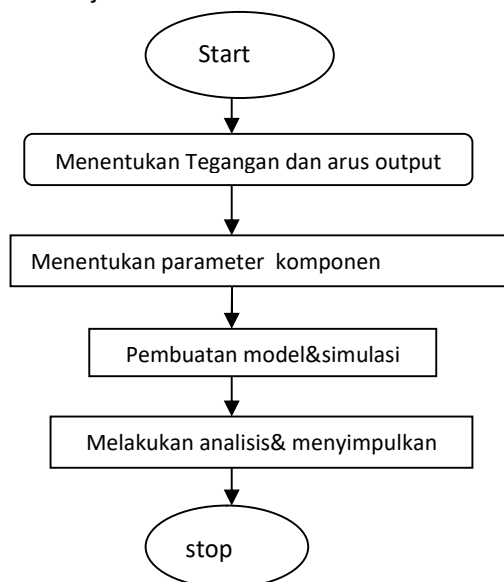 Start
Menentukan Tegangan dan arus output
Menentukan parameter komponen
Pembuatan model&simulasi
Melakukan analisis& menyimpulkan
stop